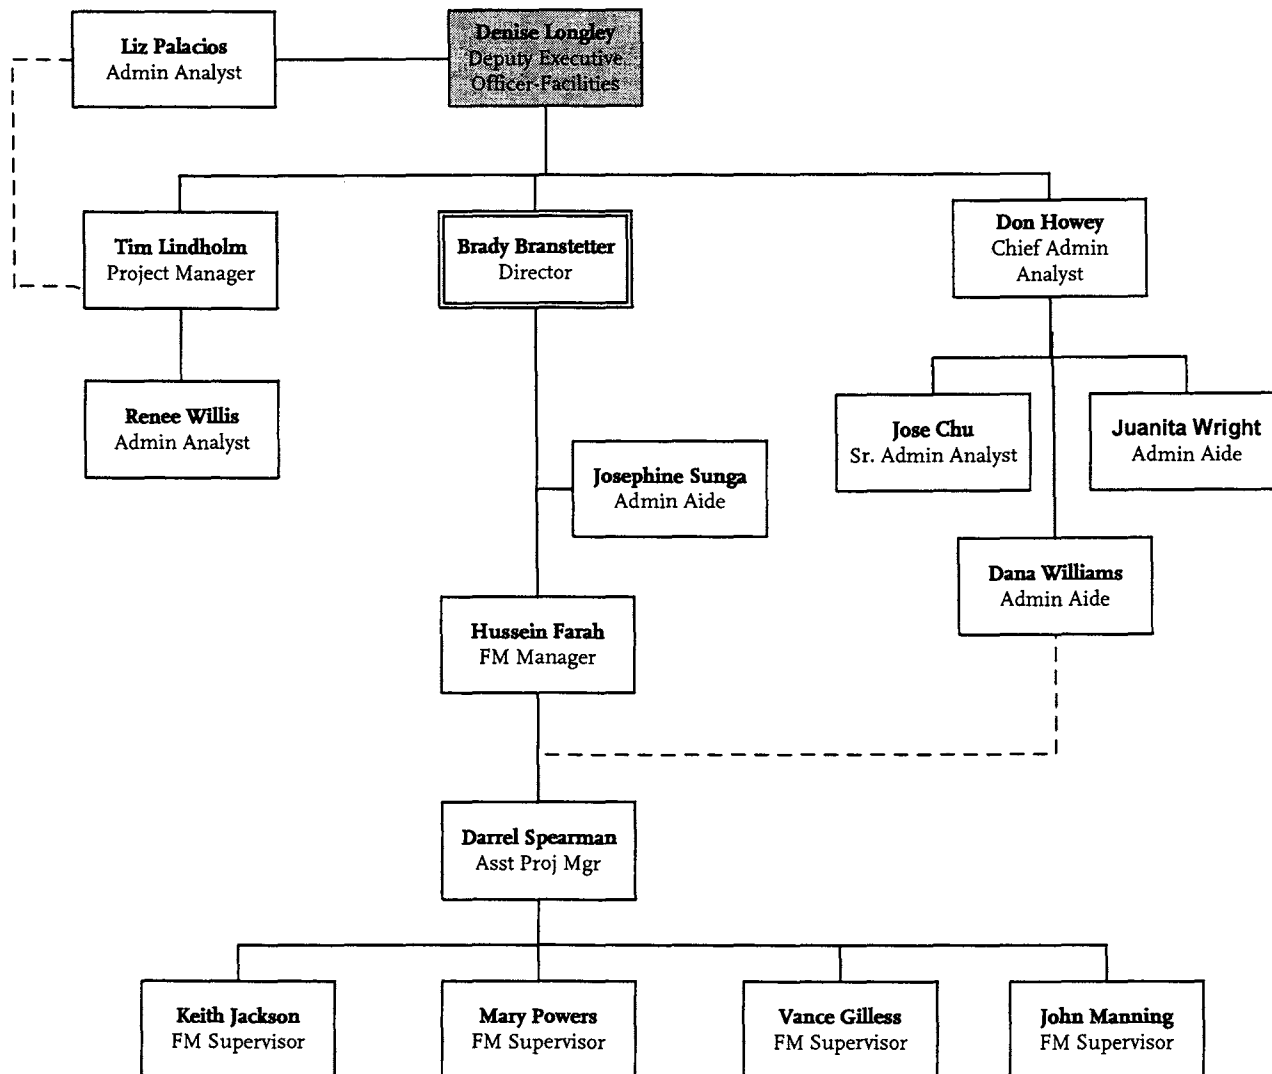 Liz Palacios
Admin Analyst
Denise Longley
Deputy Executive
Officer-Facilities
Tim Lindholm
Project Manager
Brady Branstetter
Director
Don Howey
Chief Admin
Analyst
Renee Willis
Admin Analyst
Josephine Sunga
Admin Aide
Jose Chu
Sr. Admin Analyst
Juanita Wright
Admin Aide
Dana Williams
Admin Aide
Hussein Farah
FM Manager
Darrel Spearman
Asst Proj Mgr
Keith Jackson
FM Supervisor
Mary Powers
FM Supervisor
Vance Gilless
FM Supervisor
John Manning
FM Supervisor